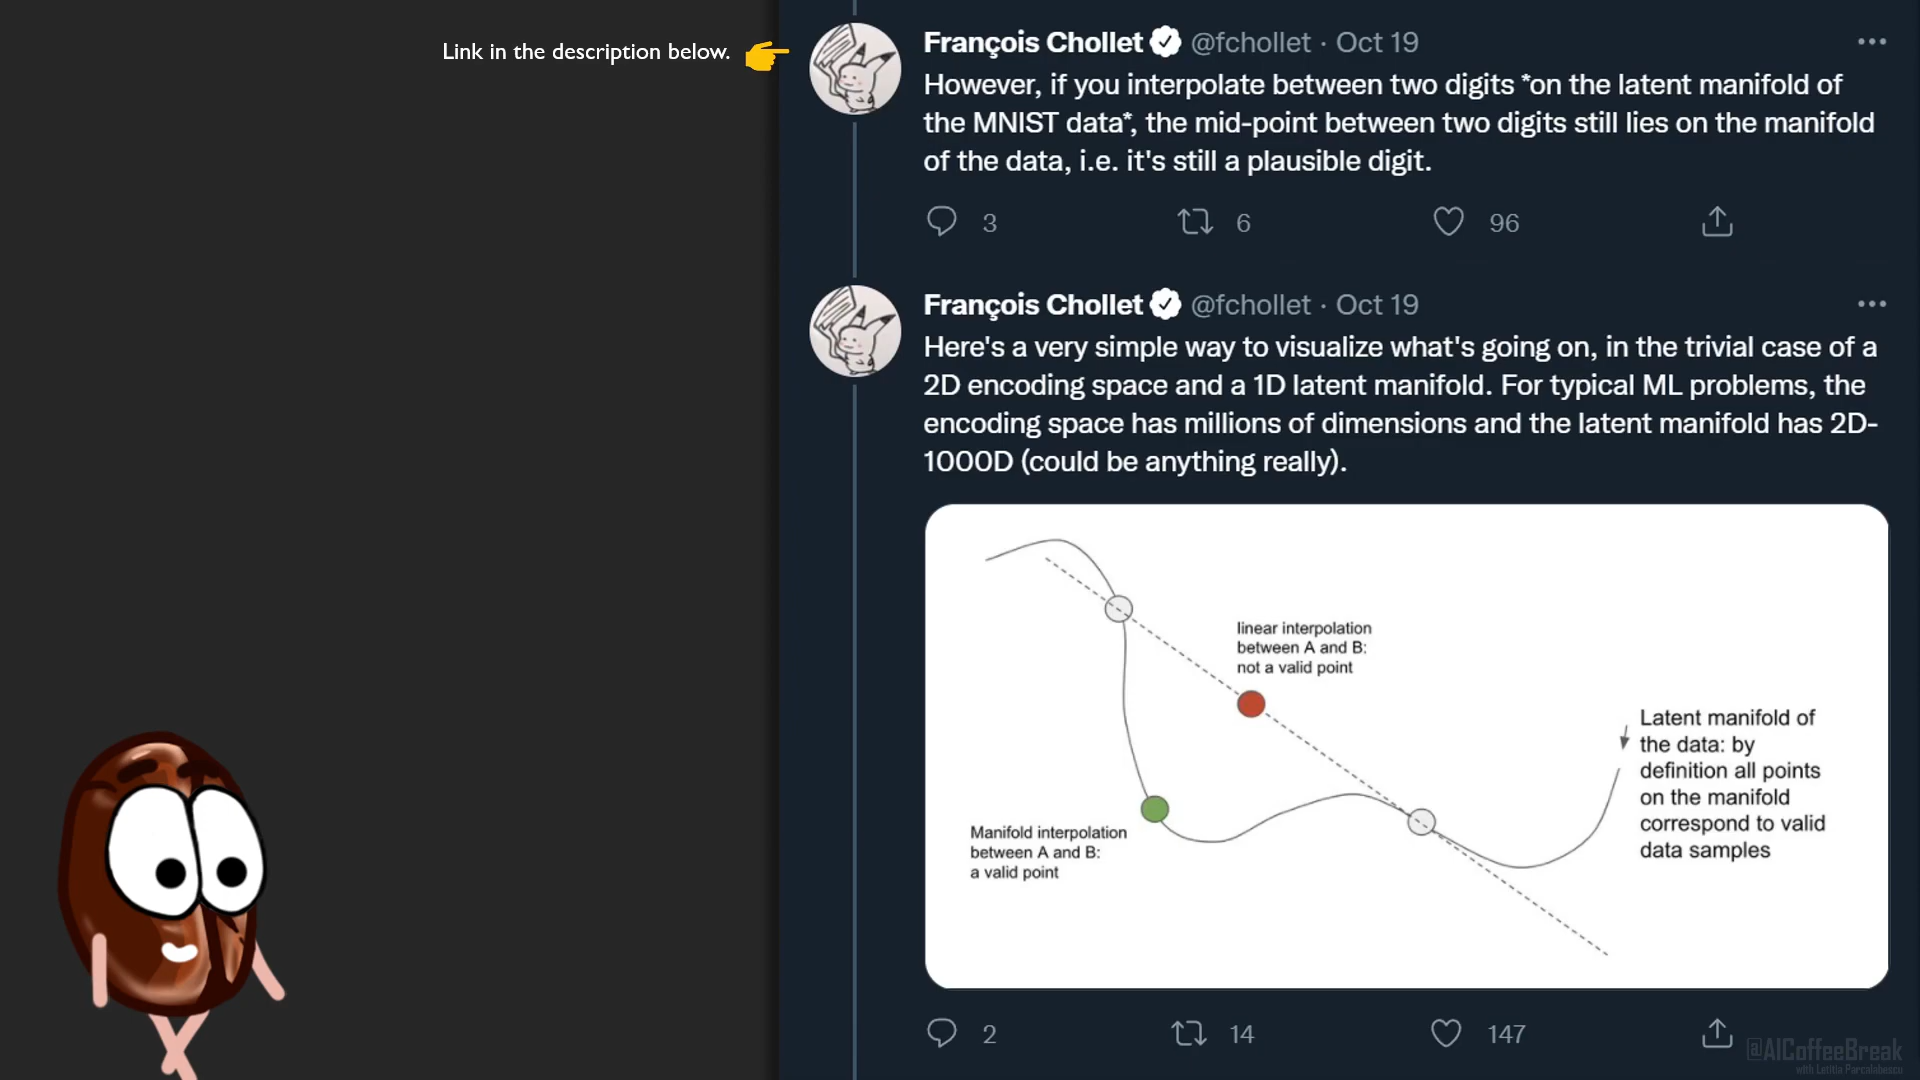 Link in the description below.
François Chollet @fchollet · Oct 19
However, if you interpolate between two digits *on the latent manifold of
the MNIST data*, the mid-point between two digits still lies on the manifold
of the data, i.e. it's still a plausible digit.
3 6 96
François Chollet @fchollet · Oct 19
Here's a very simple way to visualize what's going on, in the trivial case of a
2D encoding space and a 1D latent manifold. For typical ML problems, the
encoding space has millions of dimensions and the latent manifold has 2D-
1000D (could be anything really).
linear interpolation
between A and B:
not a valid point
Latent manifold of
the data: by
definition all points
on the manifold
correspond to valid
data samples
Manifold interpolation
between A and B:
a valid point
2 14 147
@AICoffeeBreak
with Letitia Parcalabescu